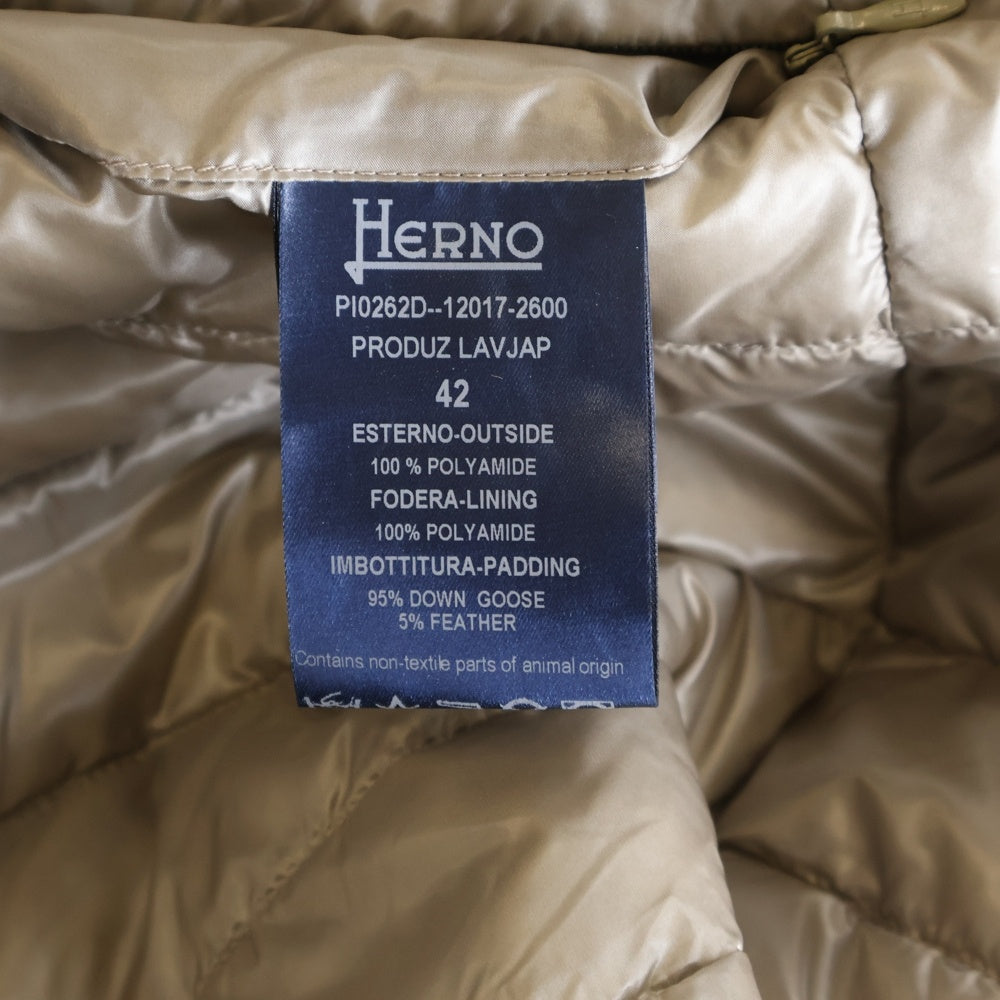 HERNO
PI0262D--12017-2600
PRODUZ LAVJAP
42
ESTERNO-OUTSIDE
100 % POLYAMIDE
FODERA-LINING
100% POLYAMIDE
IMBOTTITURA-PADDING
95% DOWN GOOSE
5% FEATHER
Contains non-textile parts of animal origin